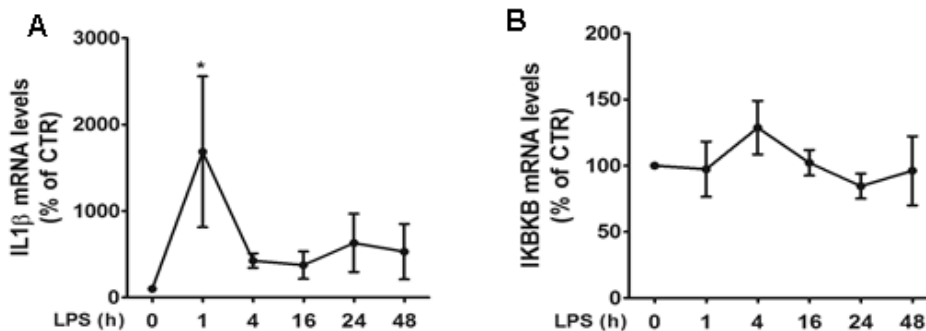 A
IL1β mRNA levels
(% of CTR)
3000
2000
1000
0
*
LPS (h) 0 1 4 16 24 48
B
IKBKB mRNA levels
(% of CTR)
200
150
100
50
0
LPS (h) 0 1 4 16 24 48